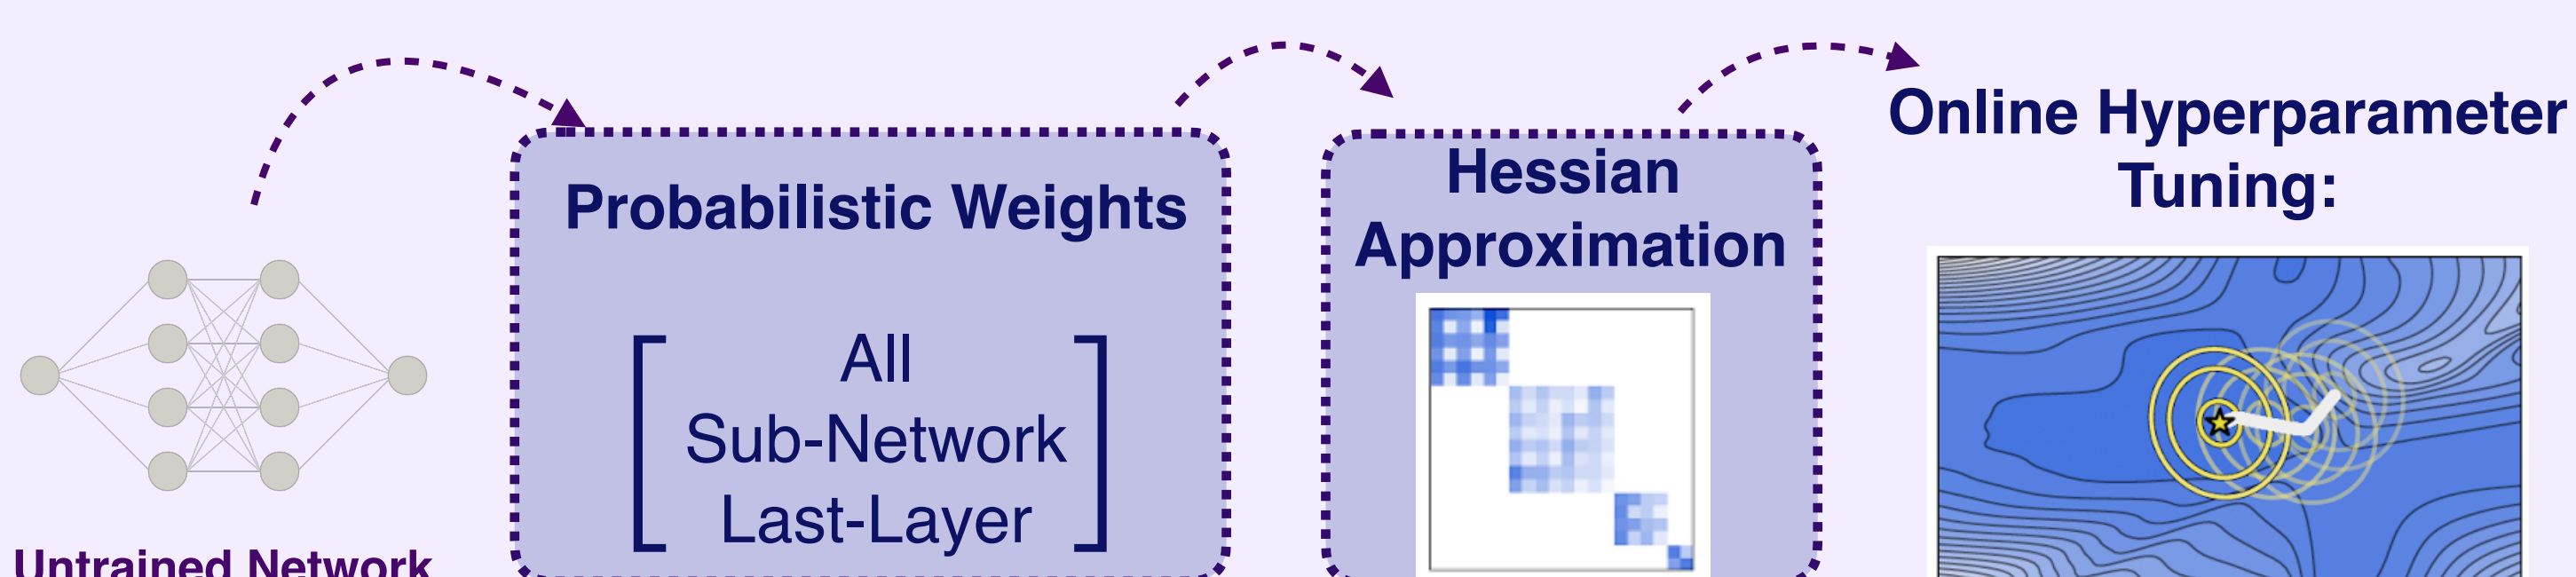 Untrained Network
Probabilistic Weights
All
Sub-Network
Last-Layer
Hessian
Approximation
Online Hyperparameter
Tuning: